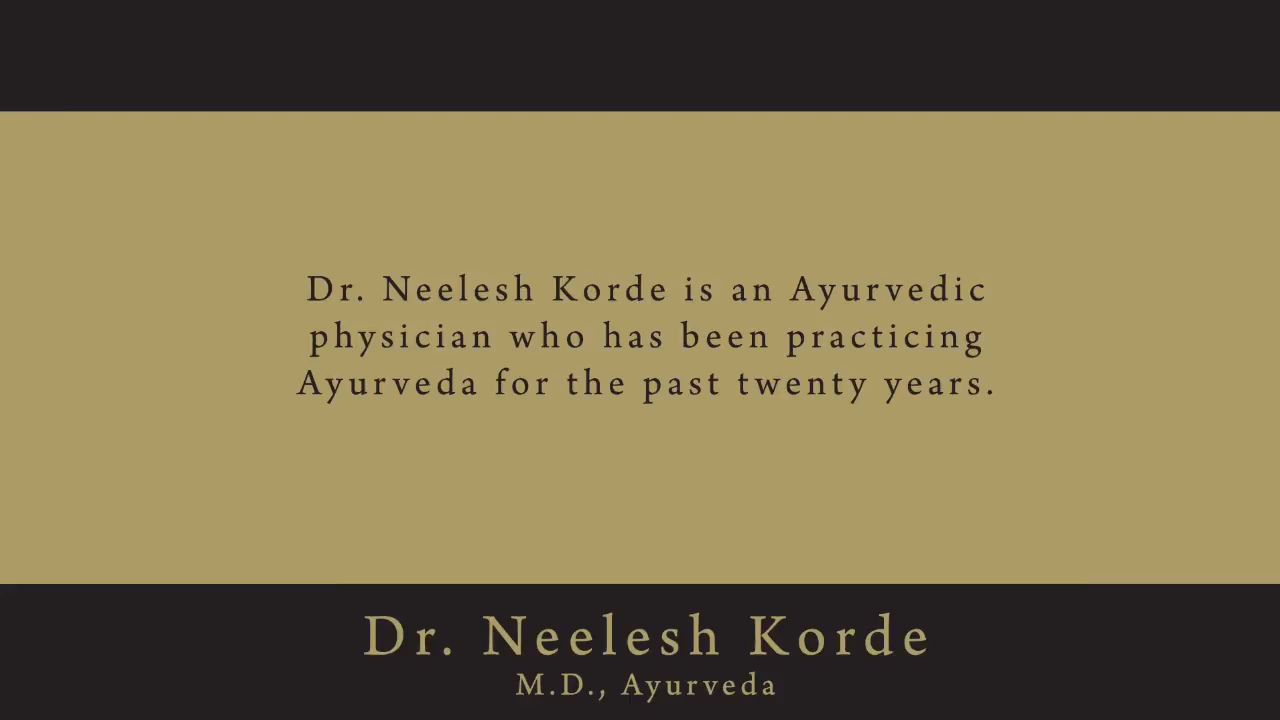 Dr. Neelesh Korde is an Ayurvedic
physician who has been practicing
Ayurveda for the past twenty years.
Dr. Neelesh Korde
M.D., Ayurveda